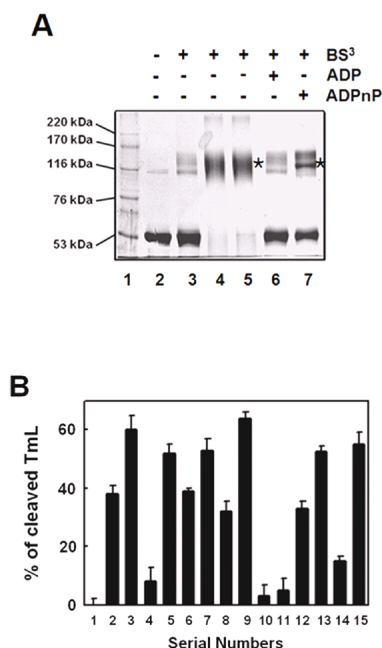 A
- + + + + + BS3
- - - - + - ADP
- - - - - + ADPnP
220 kDa
170 kDa
116 kDa
* *
76 kDa
53 kDa
1 2 3 4 5 6 7
B
% of cleaved TmL
60
40
20
0
1 2 3 4 5 6 7 8 9 10 11 12 13 14 15
Serial Numbers